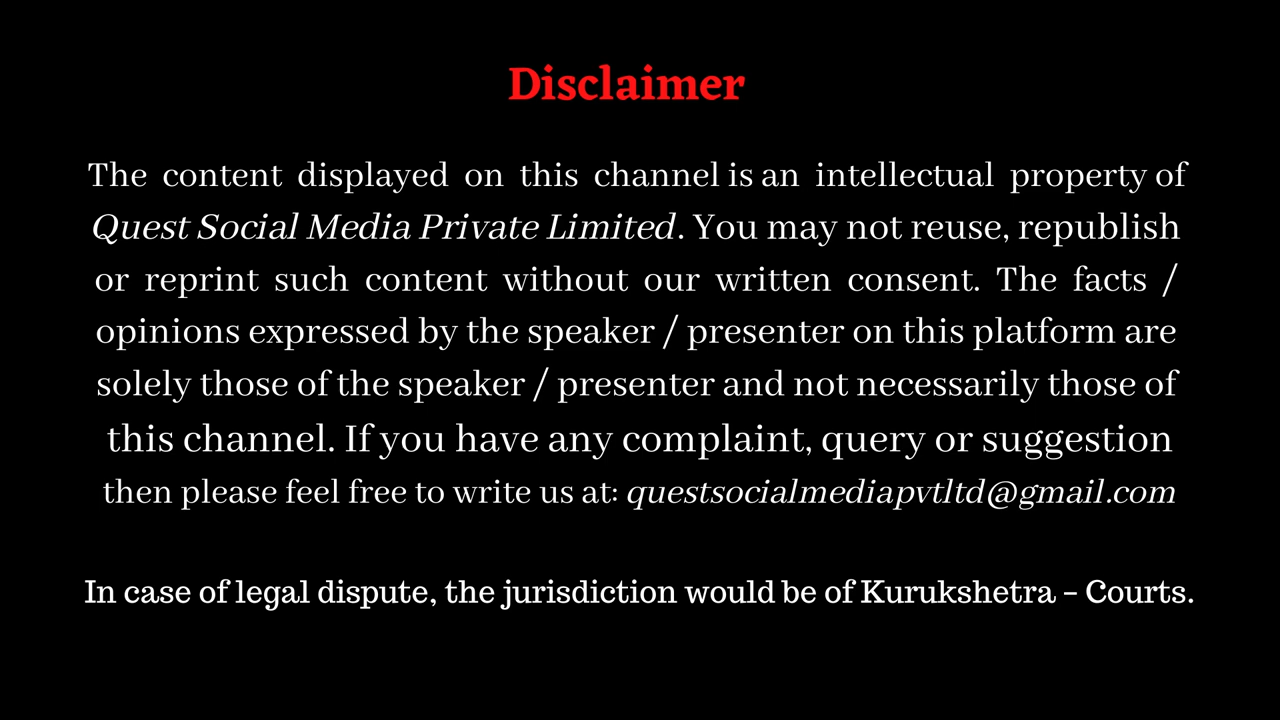 Disclaimer
The content displayed on this channel is an intellectual property of
Quest Social Media Private Limited. You may not reuse, republish
or reprint such content without our written consent. The facts /
opinions expressed by the speaker / presenter on this platform are
solely those of the speaker / presenter and not necessarily those of
this channel. If you have any complaint, query or suggestion
then please feel free to write us at: questsocialmediapvtltd@gmail.com
In case of legal dispute, the jurisdiction would be of Kurukshetra – Courts.